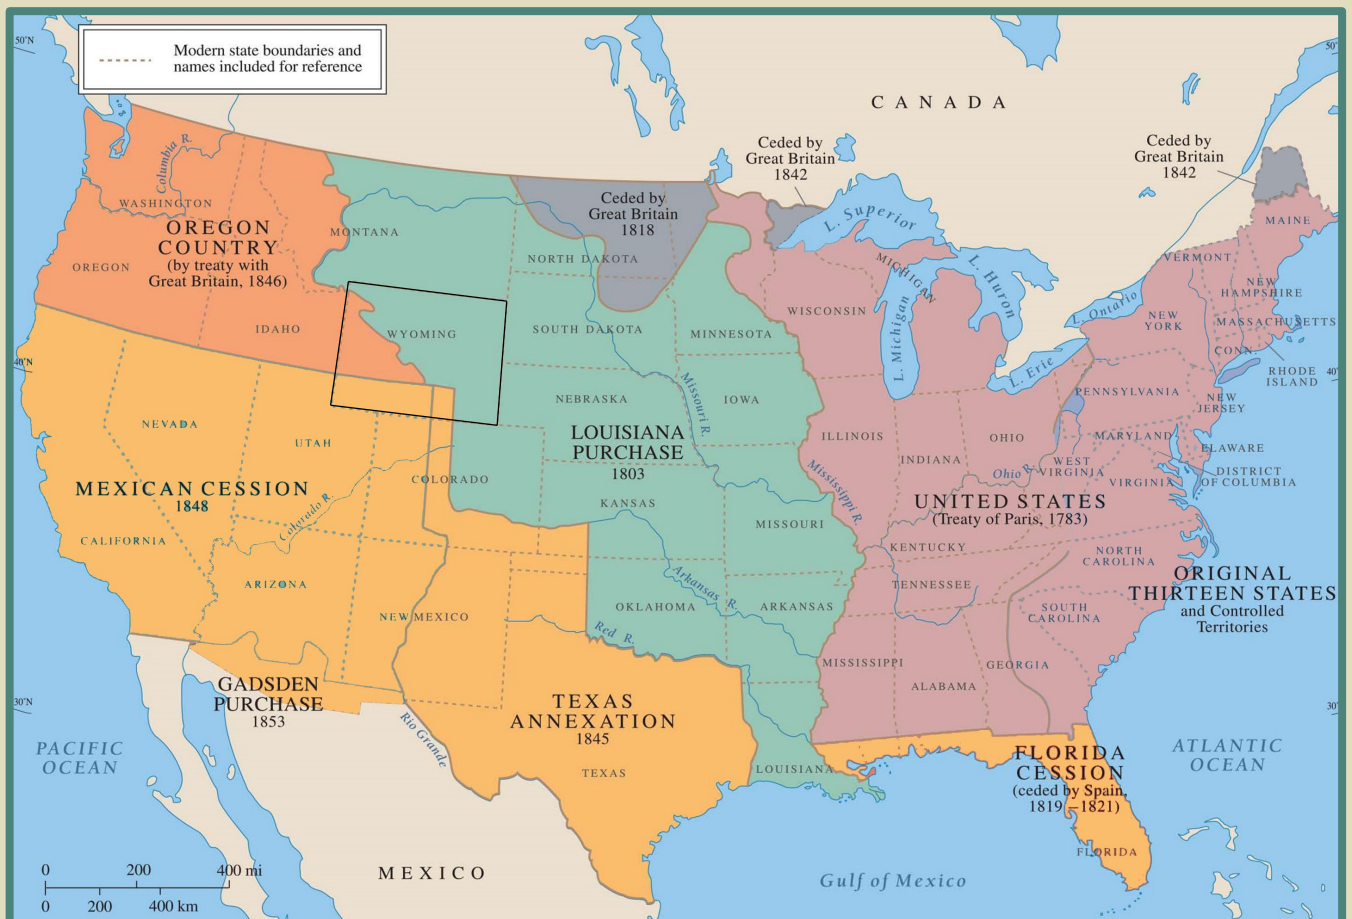 50°N
Modern state boundaries and
names included for reference
50°
CANADA
Ceded by
Great Britain
1842
Ceded by
Great Britain
1842
Columbia R.
WASHINGTON
OREGON
COUNTRY
(by treaty with
Great Britain, 1846)
OREGON
IDAHO
MONTANA
WYOMING
Ceded by
Great Britain
1818
NORTH DAKOTA
SOUTH DAKOTA
MINNESOTA
L. Superior
MICHIGAN
L. Huron
L. Michigan
WISCONSIN
L. Ontario
L. Erie
MAINE
VERMONT
NEW
HAMPSHIRE
NEW
YORK
MASSACHUSETTS
CONN.
RHODE
ISLAND
40°N
40°
NEBRASKA
IOWA
Missouri R.
PENNSYLVANIA
NEW
JERSEY
NEVADA
UTAH
COLORADO
LOUISIANA
PURCHASE
1803
KANSAS
MISSOURI
ILLINOIS
INDIANA
OHIO
Ohio R.
WEST
VIRGINIA
MARYLAND
ELAWARE
DISTRICT
OF COLUMBIA
VIRGINIA
MEXICAN CESSION
1848
Colorado R.
CALIFORNIA
ARIZONA
NEW MEXICO
Mississippi R.
UNITED STATES
(Treaty of Paris, 1783)
KENTUCKY
TENNESSEE
NORTH
CAROLINA
SOUTH
CAROLINA
ORIGINAL
THIRTEEN STATES
and Controlled
Territories
Arkansas R.
OKLAHOMA
ARKANSAS
Red R.
MISSISSIPPI
ALABAMA
GEORGIA
30°N
30°
GADSDEN
PURCHASE
1853
Rio Grande
TEXAS
ANNEXATION
1845
TEXAS
LOUISIANA
FLORIDA
CESSION
(ceded by Spain,
1819–1821)
FLORIDA
PACIFIC
OCEAN
ATLANTIC
OCEAN
MEXICO
Gulf of Mexico
0 200 400 mi
0 200 400 km